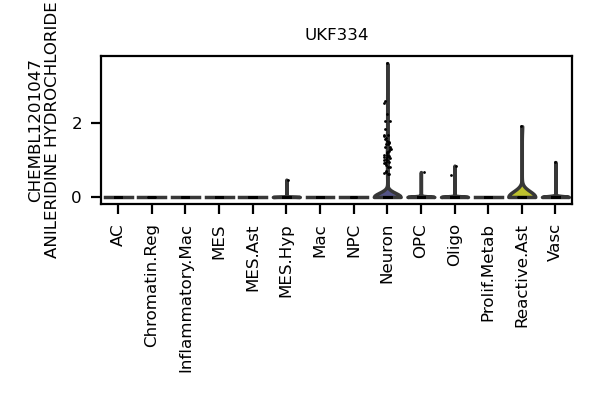 UKF334
CHEMBL1201047
ANILERIDINE HYDROCHLORIDE
2
0
AC
Chromatin.Reg
Inflammatory.Mac
MES
MES.Ast
MES.Hyp
Mac
NPC
Neuron
OPC
Oligo
Prolif.Metab
Reactive.Ast
Vasc